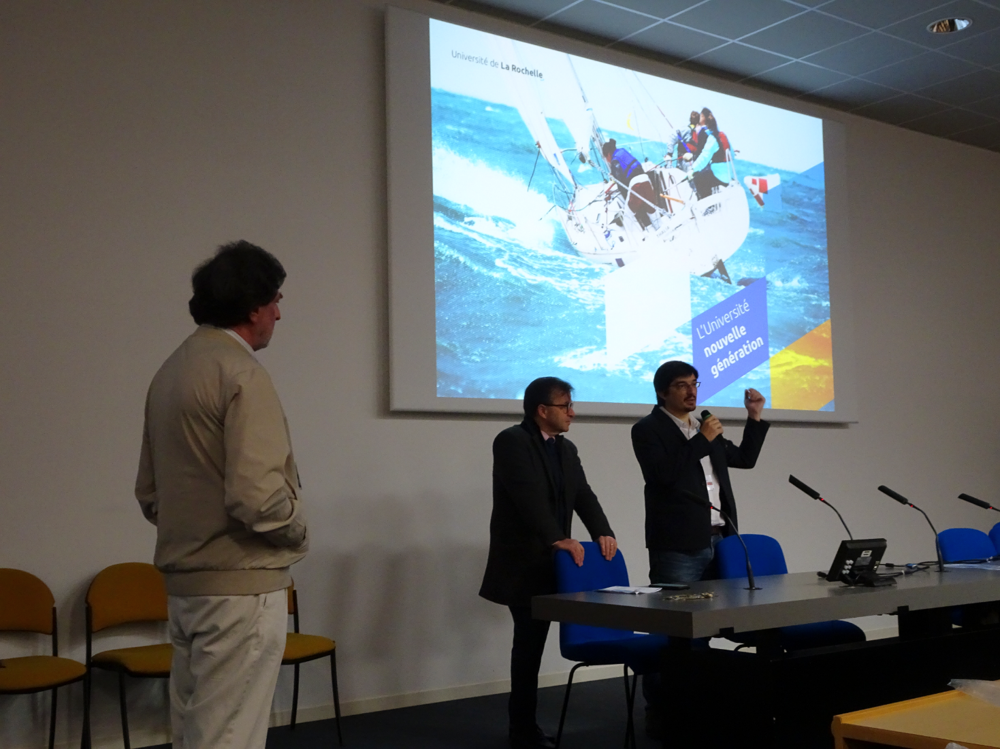 Université de La Rochelle
L'Université
nouvelle
génération